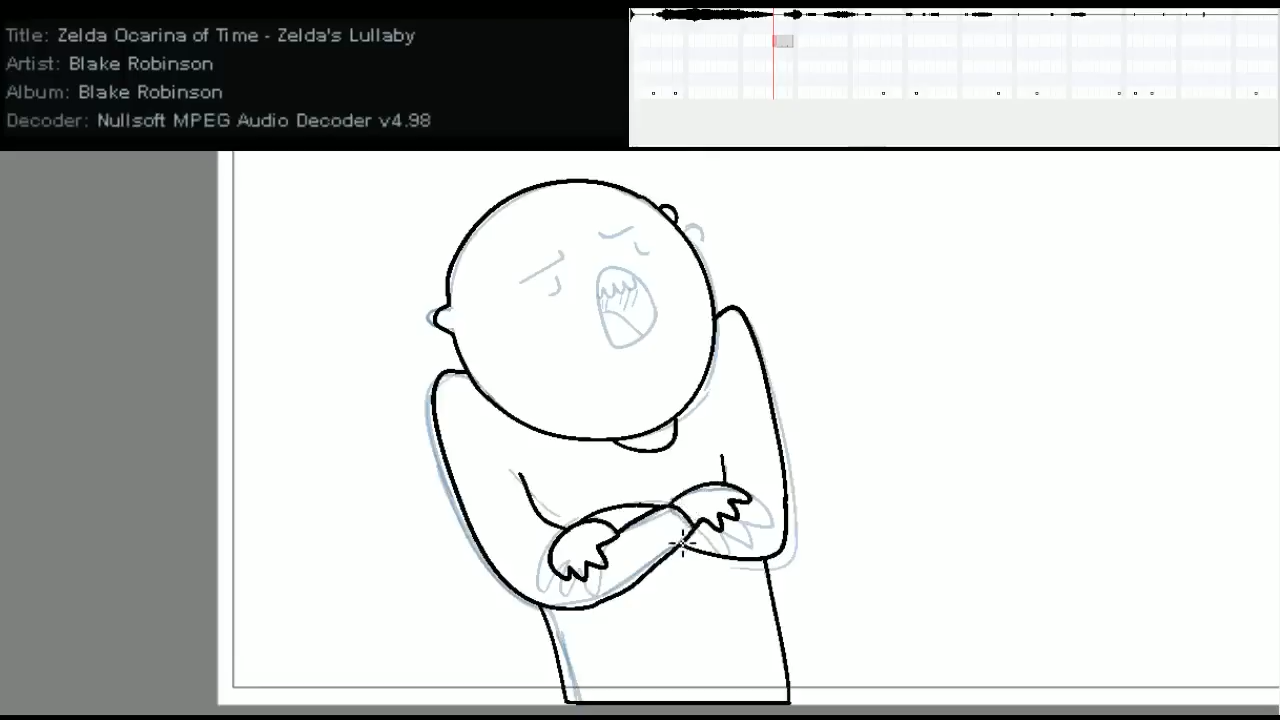 Title: Zelda Ocarina of Time - Zelda's Lullaby
Artist: Blake Robinson
Album: Blake Robinson
Decoder: Nullsoft MPEG Audio Decoder v4.98